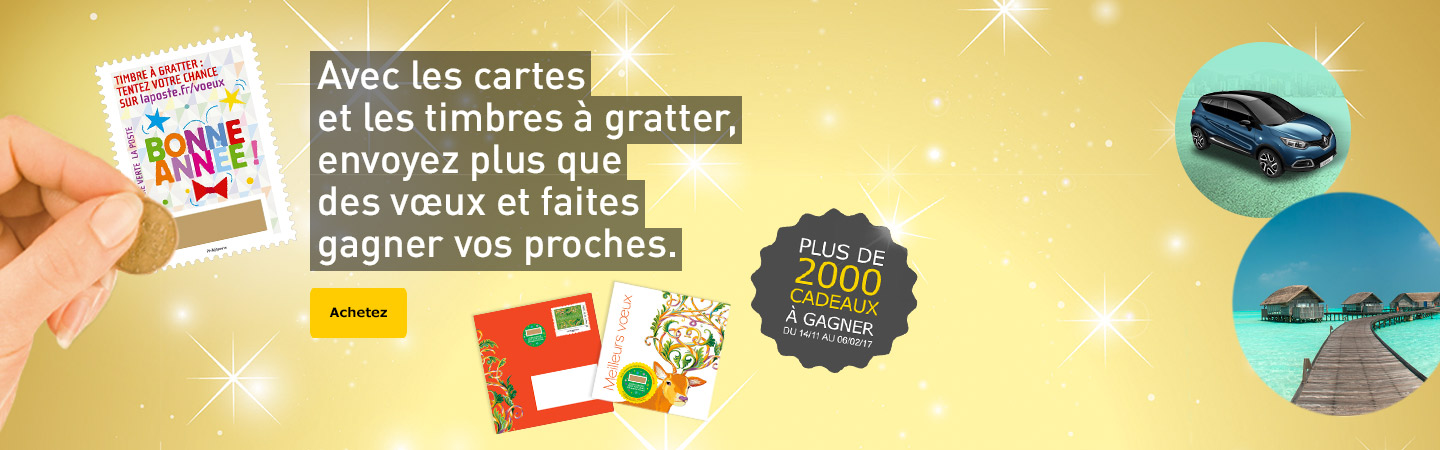 TIMBRE À GRATTER :
TENTEZ VOTRE CHANCE
SUR laposte.fr/voeux
BONNE
ANNÉE !
VERTE LA POSTE
Avec les cartes
et les timbres à gratter,
envoyez plus que
des vœux et faites
gagner vos proches.
Achetez
Meilleurs vœux
PLUS DE
2000
CADEAUX
À GAGNER
DU 14/11 AU 06/02/17